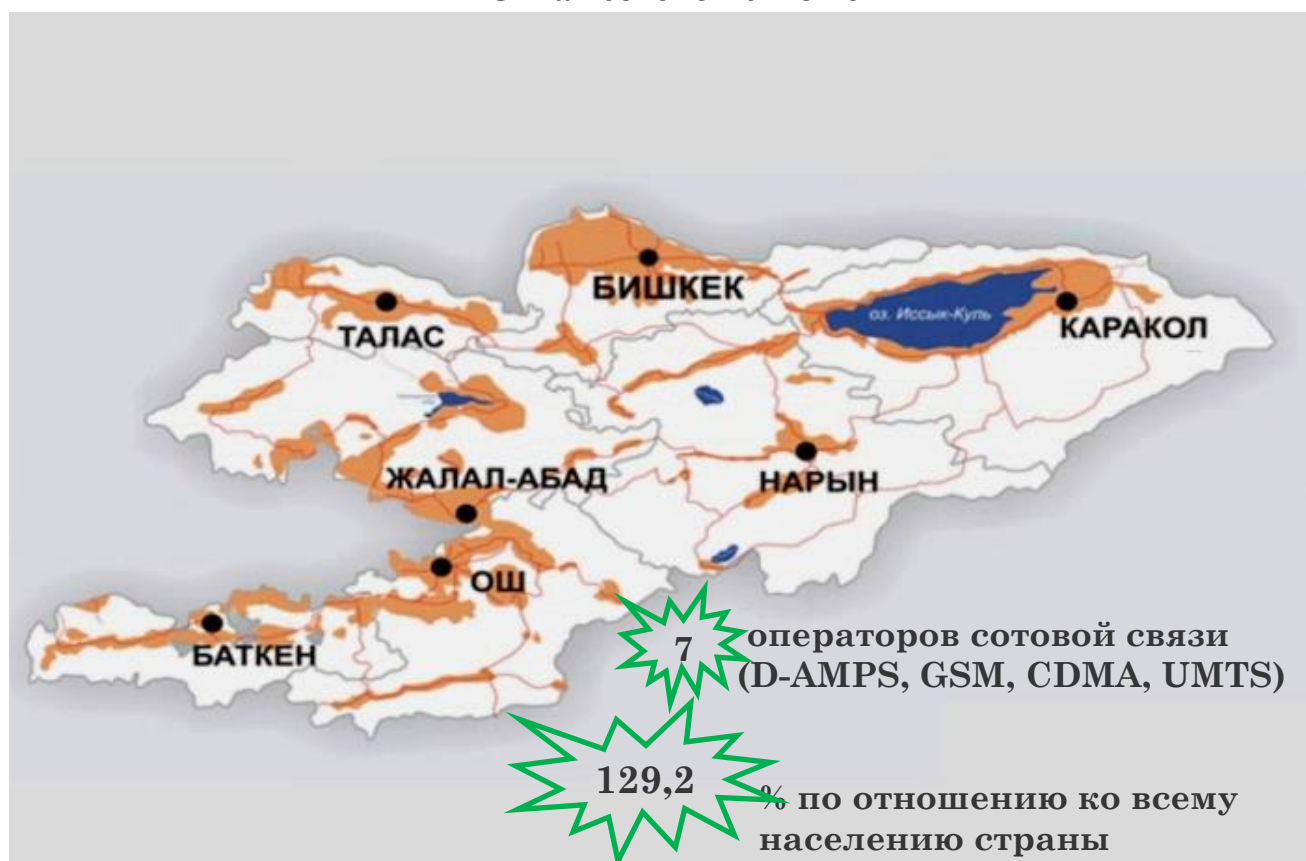 БИШКЕК
ТАЛАС
оз. Иссык-Куль
КАРАКОЛ
ЖАЛАЛ-АБАД
НАРЫН
ОШ
БАТКЕН
7 операторов сотовой связи
(D-AMPS, GSM, CDMA, UMTS)
129,2
% по отношению ко всему
населению страны